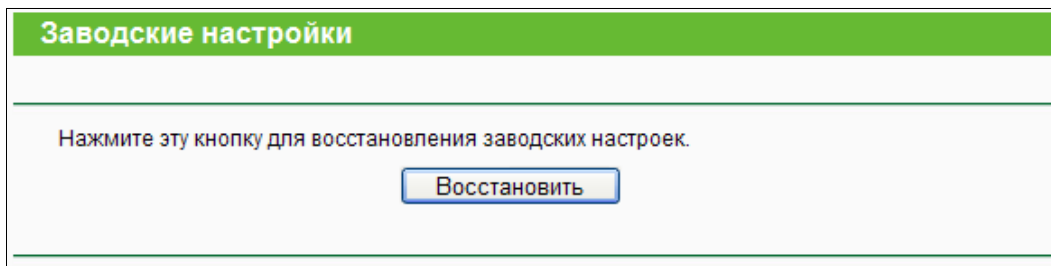 Заводские настройки
Нажмите эту кнопку для восстановления заводских настроек.
Восстановить